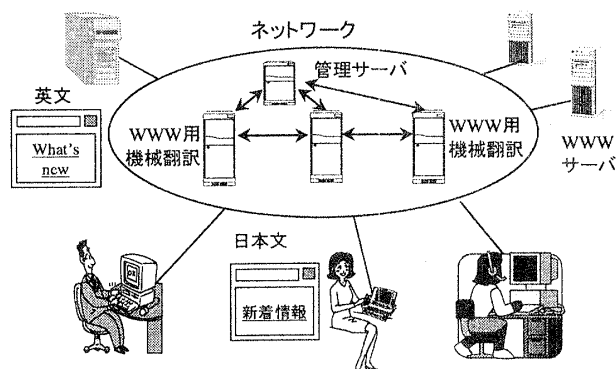 ネットワーク
管理サーバ
英文
What's
new
WWW用
機械翻訳
WWW用
機械翻訳
WWW
サーバ
日本文
新着情報